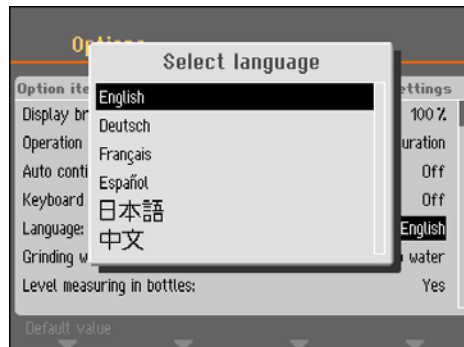 Select language
English
Deutsch
Français
Español
日本語
中文
Option ite
ettings
Display br
100 %
Operation
uration
Auto conti
Off
Keyboard
Off
Language:
English
Grinding w
water
Level measuring in bottles:
Yes
Default value